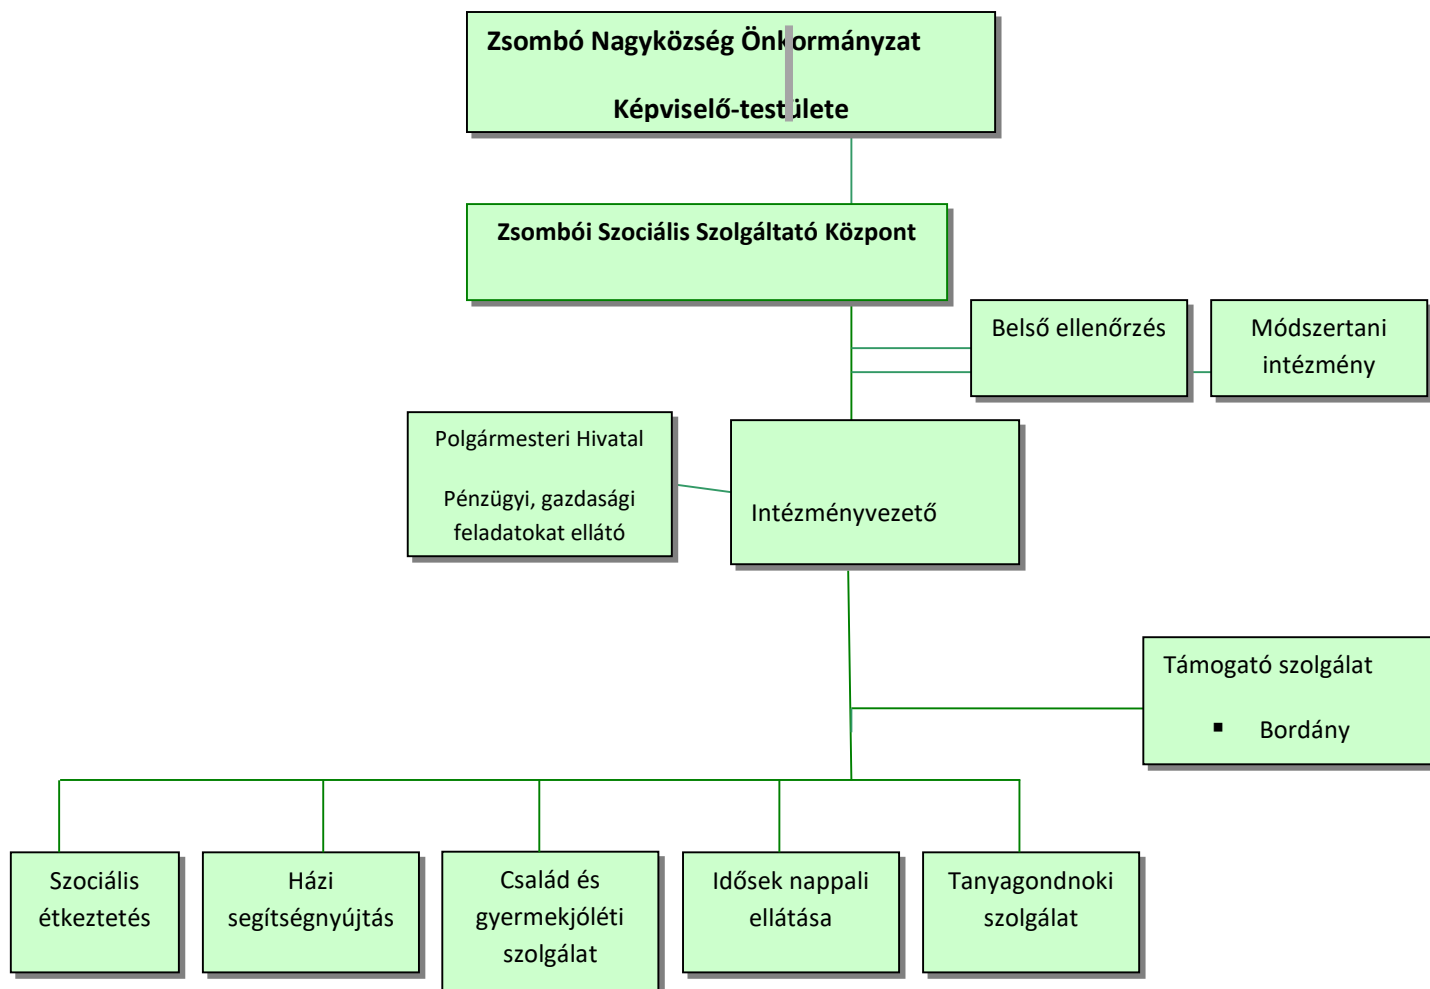 Zsombó Nagyközség Önkormányzat
Képviselő-testülete
Zsombói Szociális Szolgáltató Központ
Belső ellenőrzés
Módszertani
intézmény
Polgármesteri Hivatal
Pénzügyi, gazdasági
feladatokat ellátó
Intézményvezető
Támogató szolgálat
▪ Bordány
Szociális
étkeztetés
Házi
segítségnyújtás
Család és
gyermekjóléti
szolgálat
Idősek nappali
ellátása
Tanyagondnoki
szolgálat